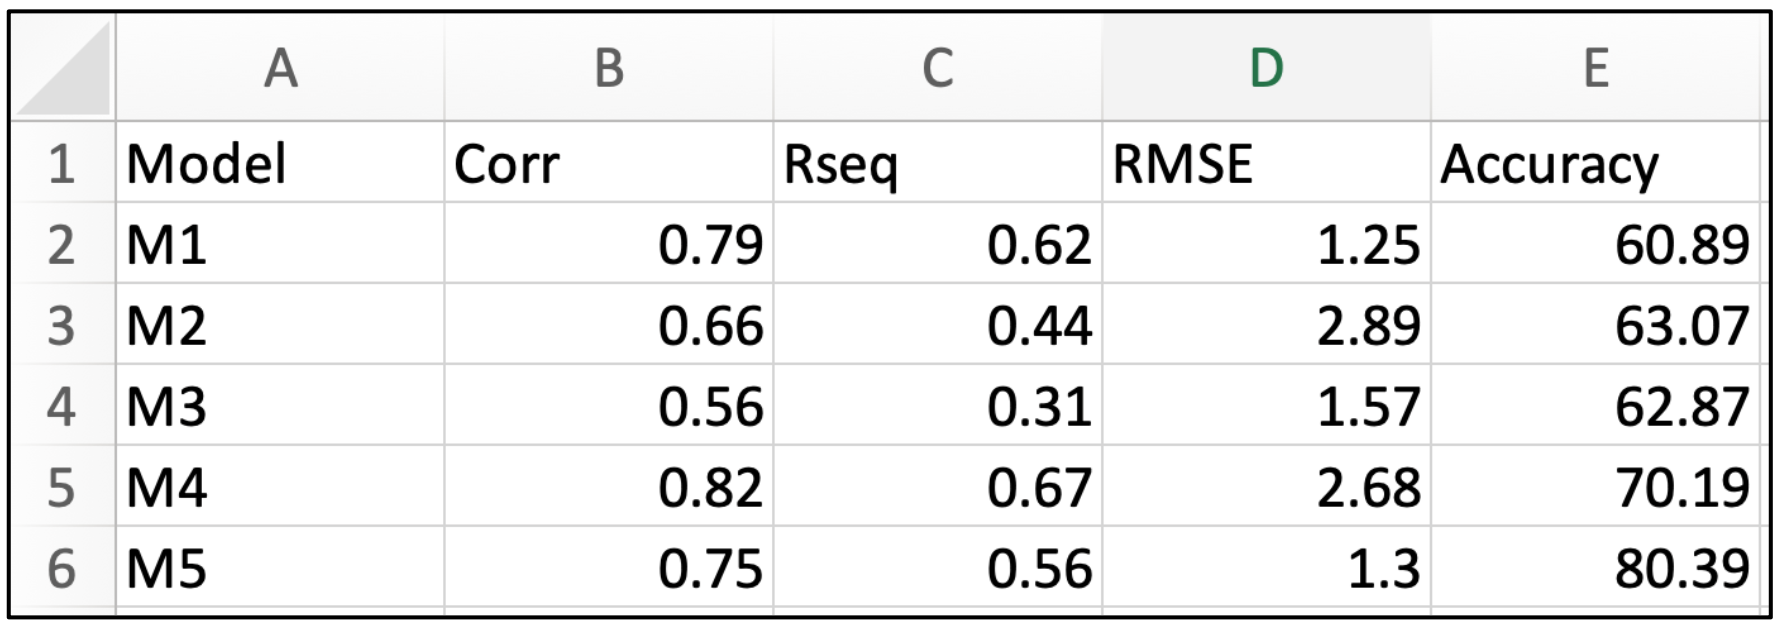 A B C D E
1 Model Corr Rseq RMSE Accuracy
2 M1 0.79 0.62 1.25 60.89
3 M2 0.66 0.44 2.89 63.07
4 M3 0.56 0.31 1.57 62.87
5 M4 0.82 0.67 2.68 70.19
6 M5 0.75 0.56 1.3 80.39